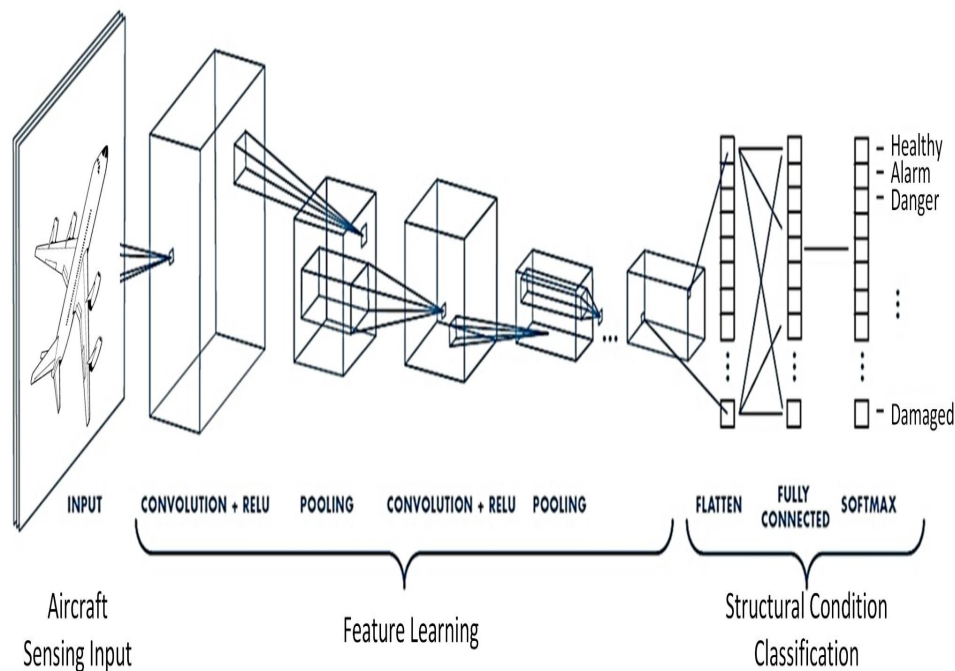 Healthy
Alarm
Danger
Damaged
INPUT
CONVOLUTION + RELU
POOLING
CONVOLUTION + RELU
POOLING
FLATTEN
FULLY
CONNECTED
SOFTMAX
Aircraft
Sensing Input
Feature Learning
Structural Condition
Classification